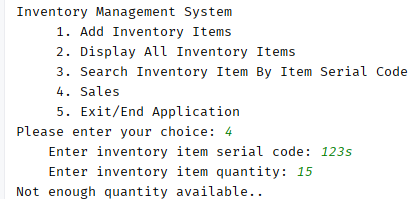 Inventory Management System
1. Add Inventory Items
2. Display All Inventory Items
3. Search Inventory Item By Item Serial Code
4. Sales
5. Exit/End Application
Please enter your choice: 4
Enter inventory item serial code: 123s
Enter inventory item quantity: 15
Not enough quantity available..